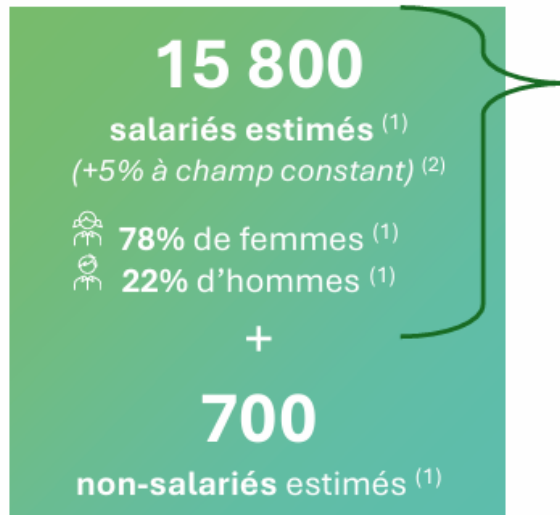 15 800
salariés estimés (1)
(+5% à champ constant) (2)
78% de femmes (1)
22% d'hommes (1)
+
700
non-salariés estimés (1)